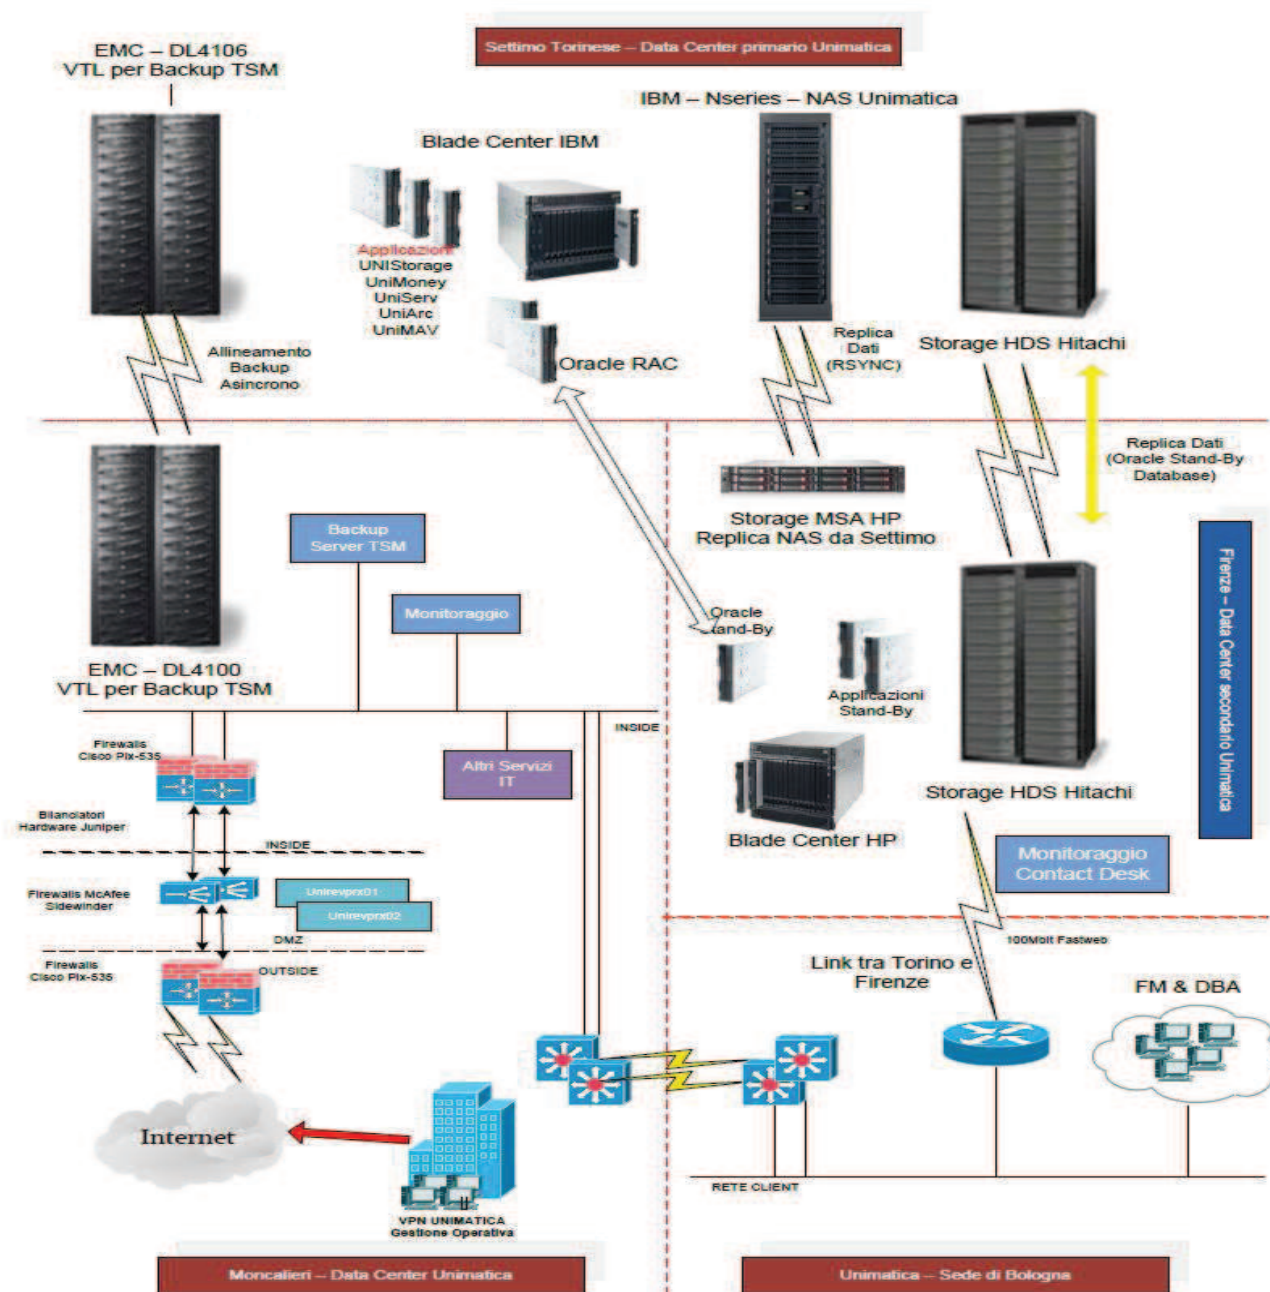 Settimo Torinese – Data Center primario Unimatica
EMC – DL4106
VTL per Backup TSM
IBM – Nseries – NAS Unimatica
Blade Center IBM
Applicazioni
UNIStorage
UniMoney
UniServ
UniArc
UniMAV
Oracle RAC
Replica
Dati
(RSYNC)
Storage HDS Hitachi
Allineamento
Backup
Asincrono
Replica Dati
(Oracle Stand-By
Database)
Storage MSA HP
Replica NAS da Settimo
Backup
Server TSM
Monitoraggio
Firenze – Data Center secondario Unimatica
Oracle
Stand-By
EMC – DL4100
VTL per Backup TSM
Applicazioni
Stand-By
INSIDE
Firewalls
Cisco Pix-535
Altri Servizi
IT
Storage HDS Hitachi
Bilanciatori
Hardware Juniper
Blade Center HP
INSIDE
Monitoraggio
Contact Desk
Firewalls McAfee
Sidewinder
Unirevprx01
Unirevprx02
DMZ
100Mbit Fastweb
Firewalls
Cisco Pix-535
OUTSIDE
Link tra Torino e
Firenze
FM & DBA
Internet
RETE CLIENT
VPN UNIMATICA
Gestione Operativa
Moncalieri – Data Center Unimatica
Unimatica – Sede di Bologna